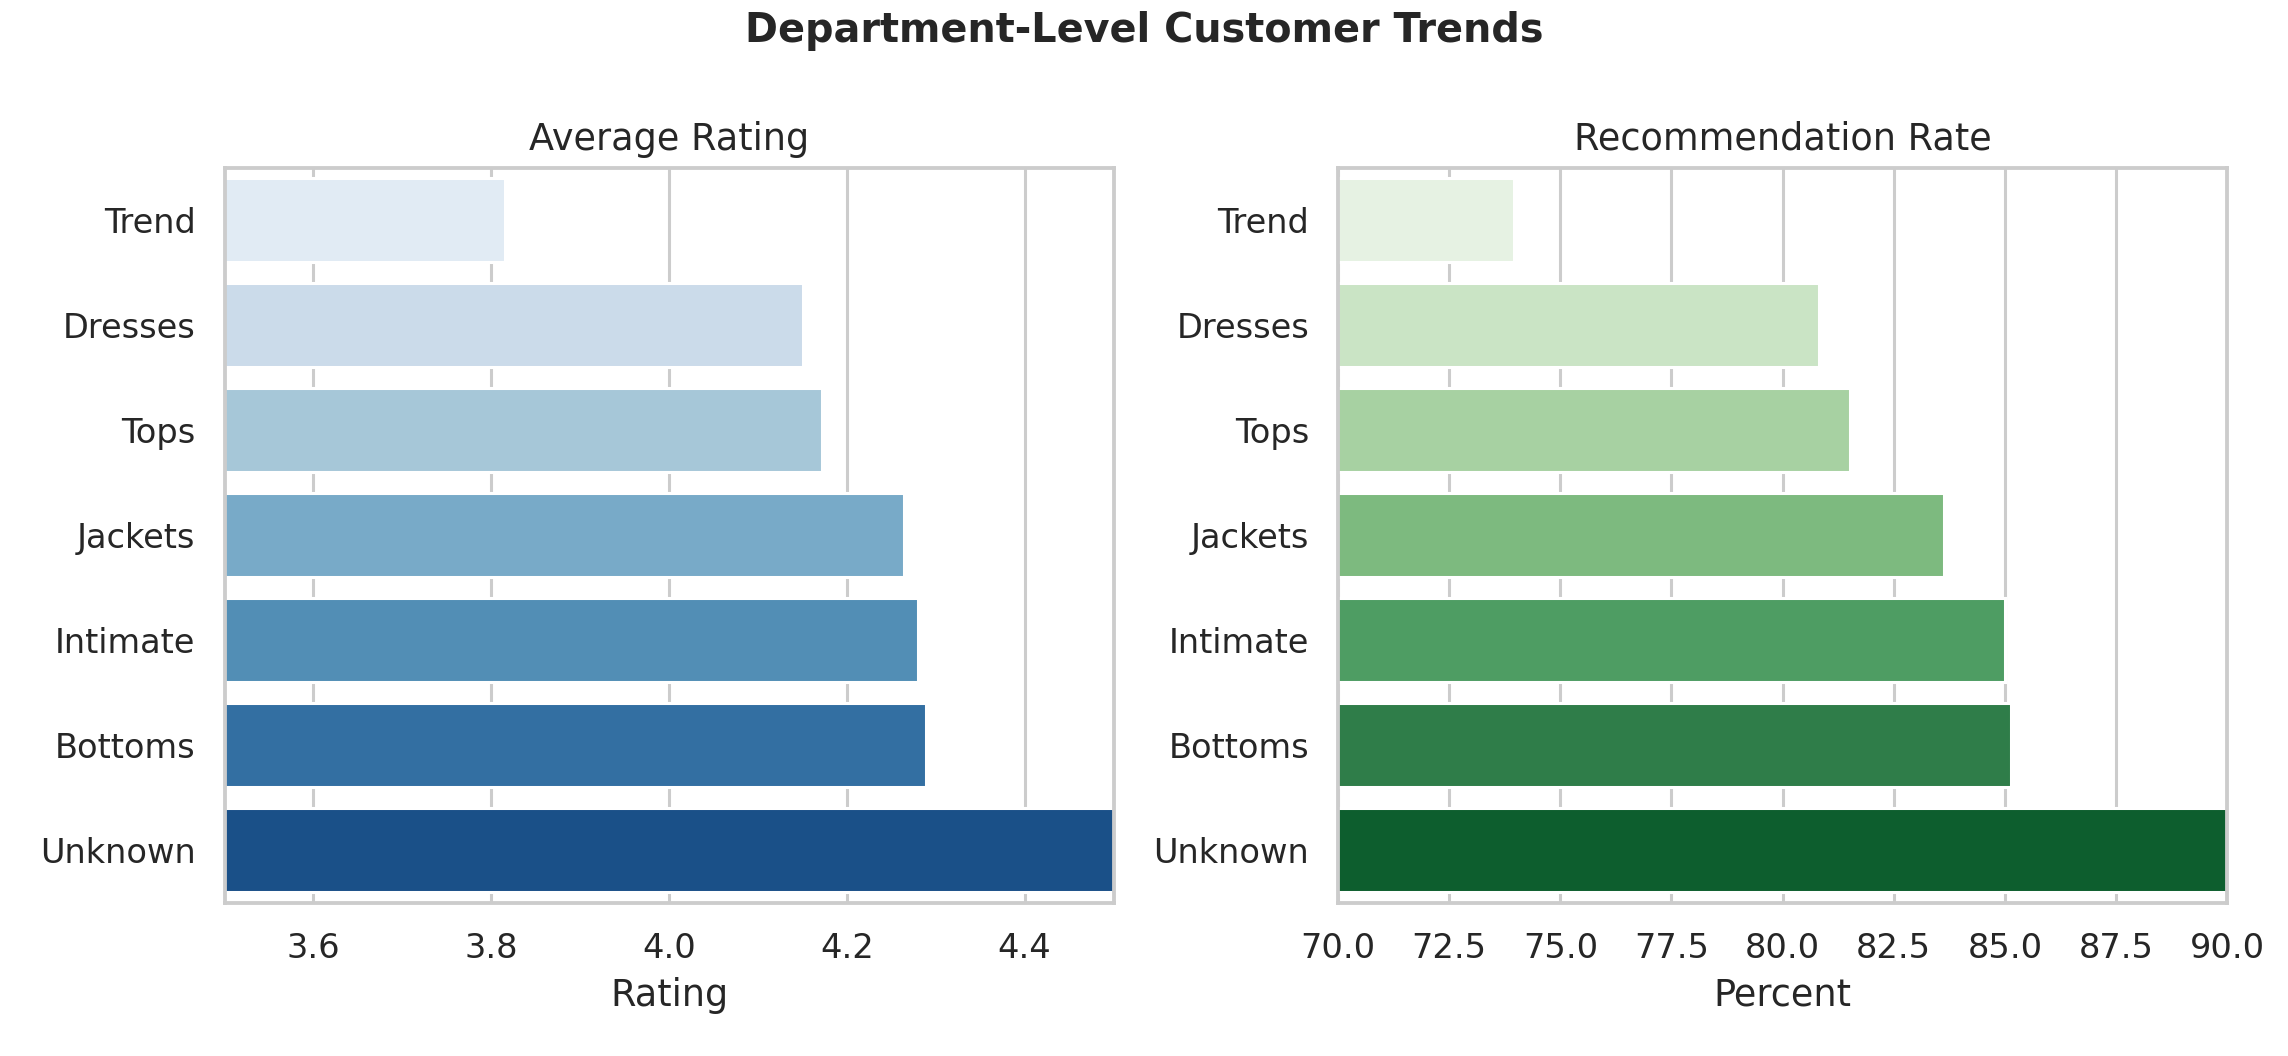 Department-Level Customer Trends
Average Rating
Trend
Dresses
Tops
Jackets
Intimate
Bottoms
Unknown
3.6 3.8 4.0 4.2 4.4
Rating
Recommendation Rate
Trend
Dresses
Tops
Jackets
Intimate
Bottoms
Unknown
70.0 72.5 75.0 77.5 80.0 82.5 85.0 87.5 90.0
Percent